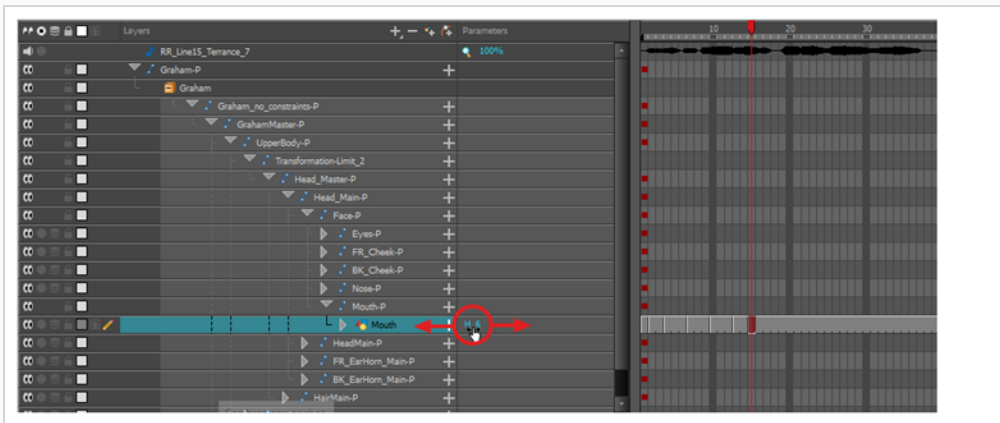 Layers
Parameters
10
20
30
RR_Line15_Terrance_7
100%
Graham-P
Graham
Graham_no_constraints-P
GrahamMaster-P
UpperBody-P
Transformation-Limit_2
Head_Master-P
Head_Main-P
Face-P
Eyes-P
FR_Cheek-P
BK_Cheek-P
Nose-P
Mouth-P
Mouth
HeadMain-P
FR_EarHorn_Main-P
BK_EarHorn_Main-P
HairMain-P